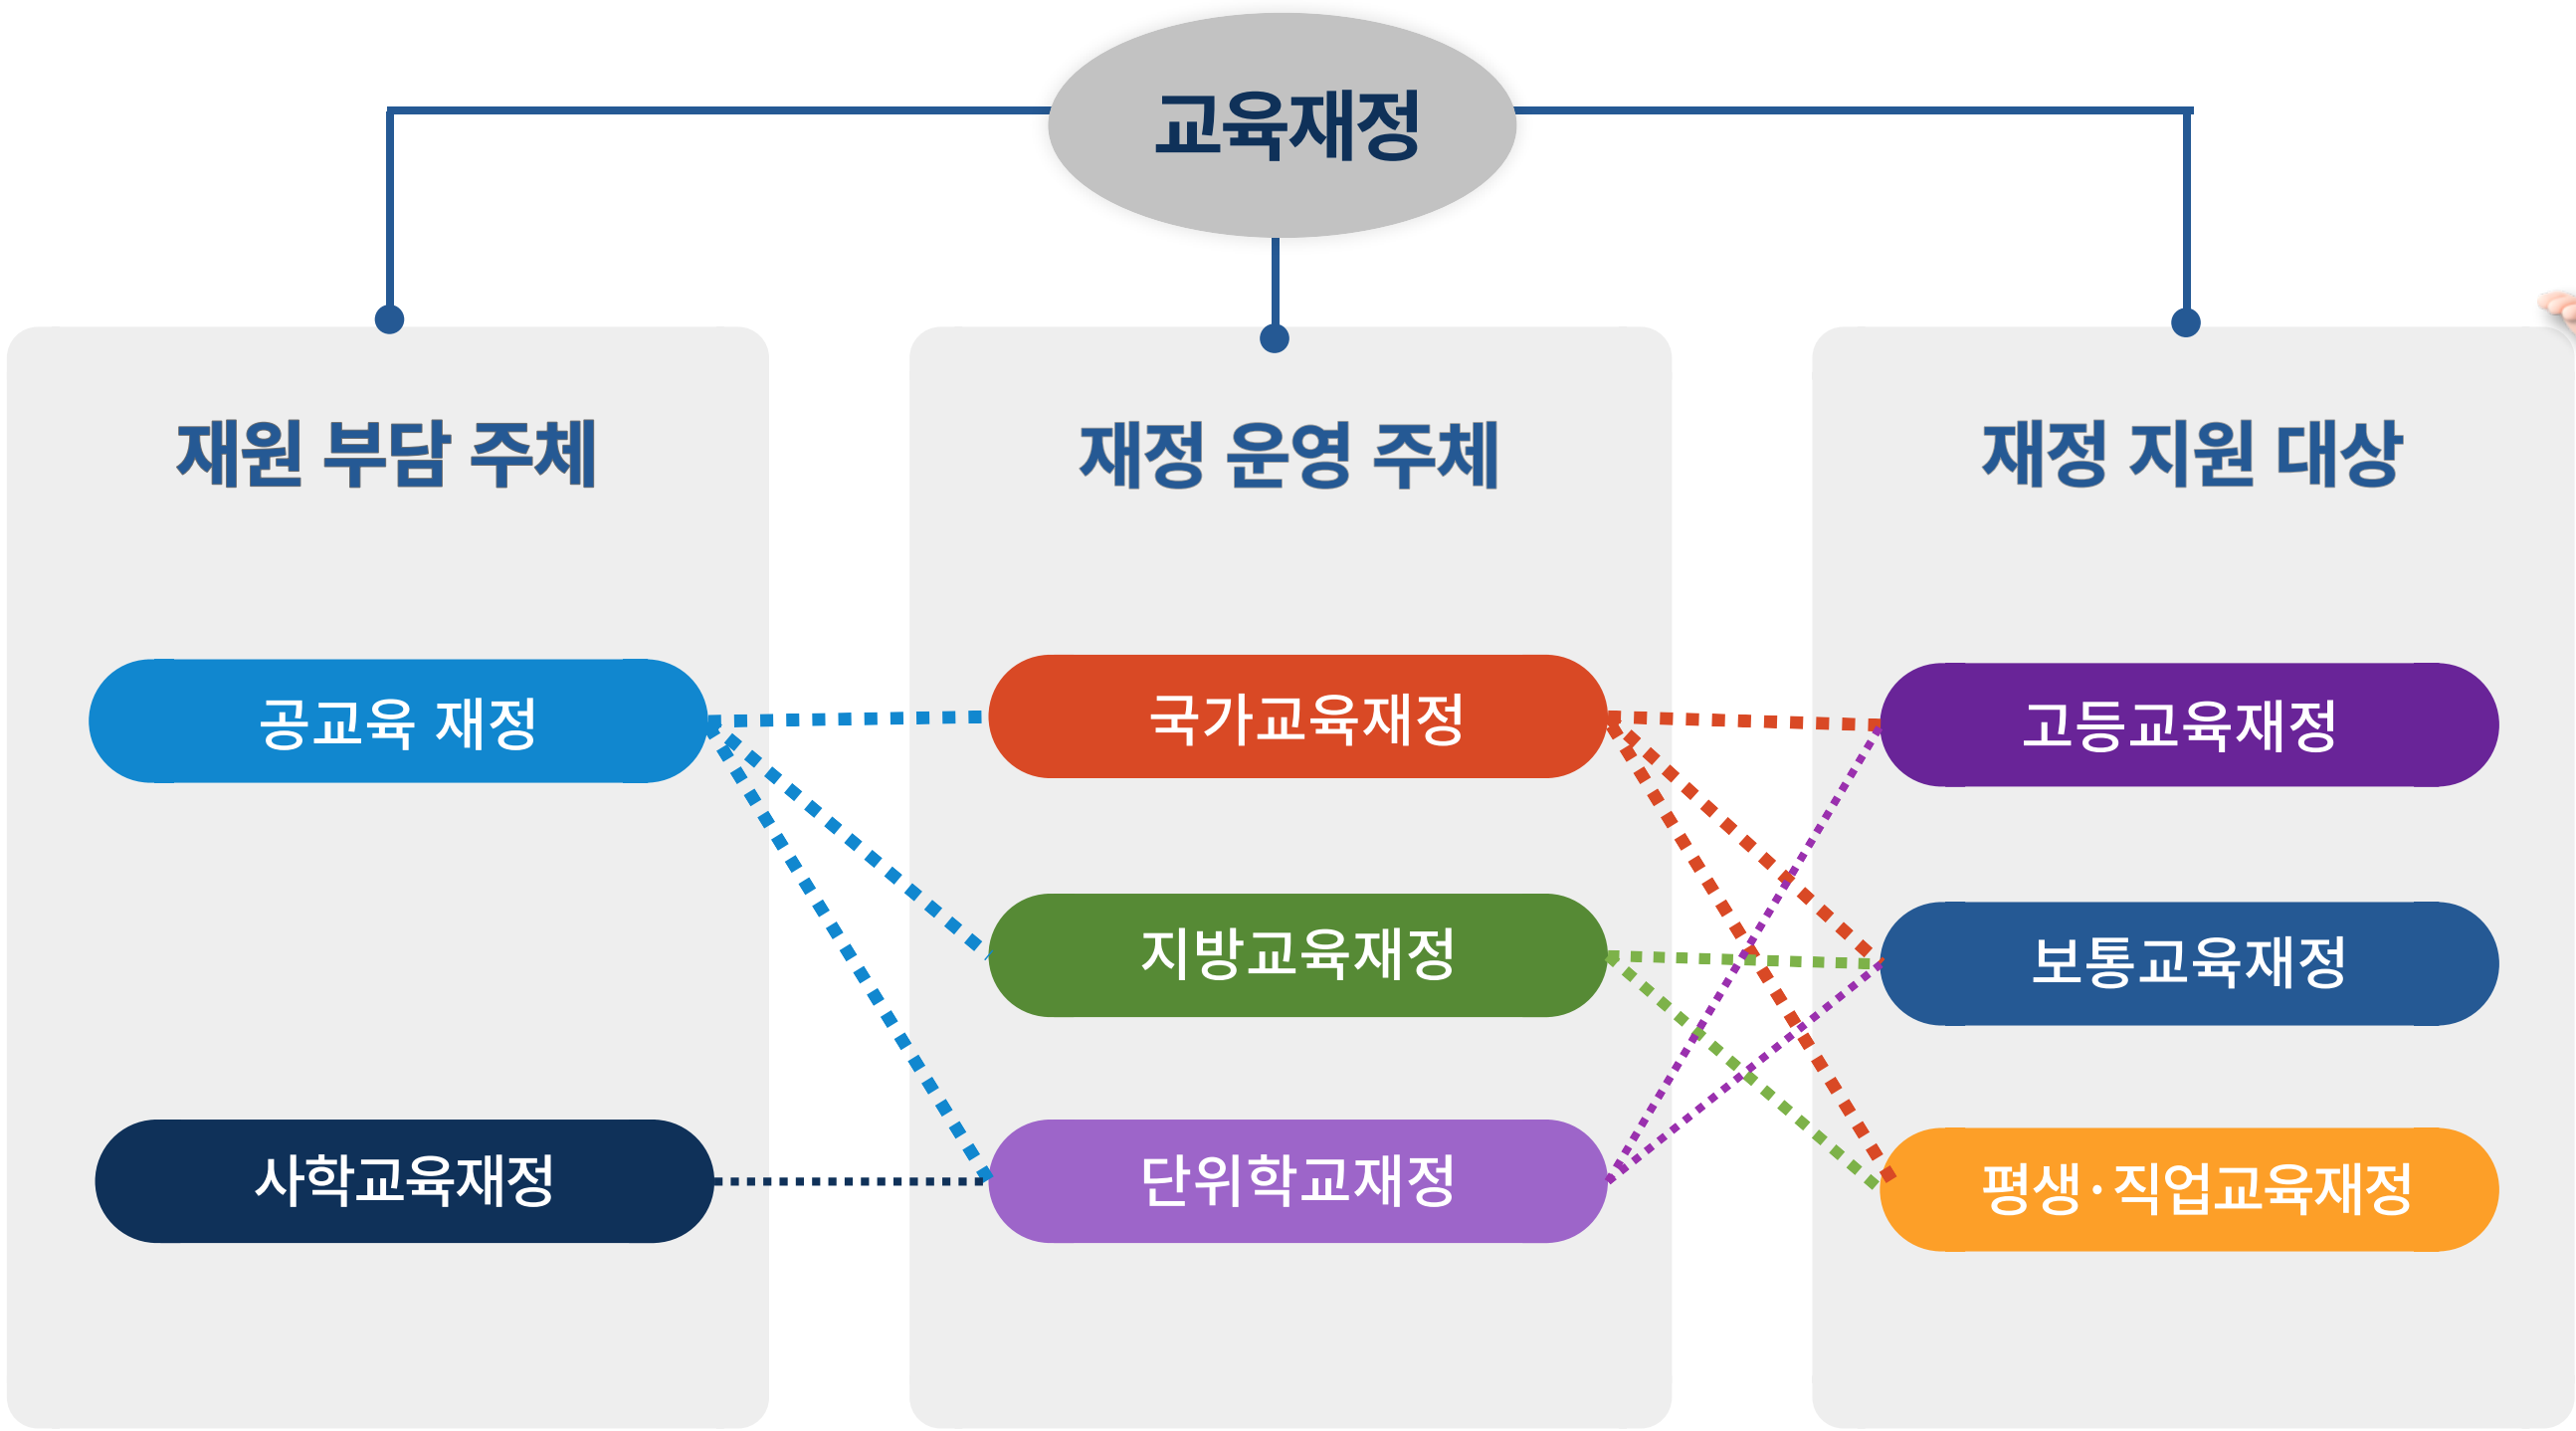 교육재정
재원 부담 주체
재정 운영 주체
재정 지원 대상
공교육 재정
국가교육재정
고등교육재정
지방교육재정
보통교육재정
사학교육재정
단위학교재정
평생·직업교육재정